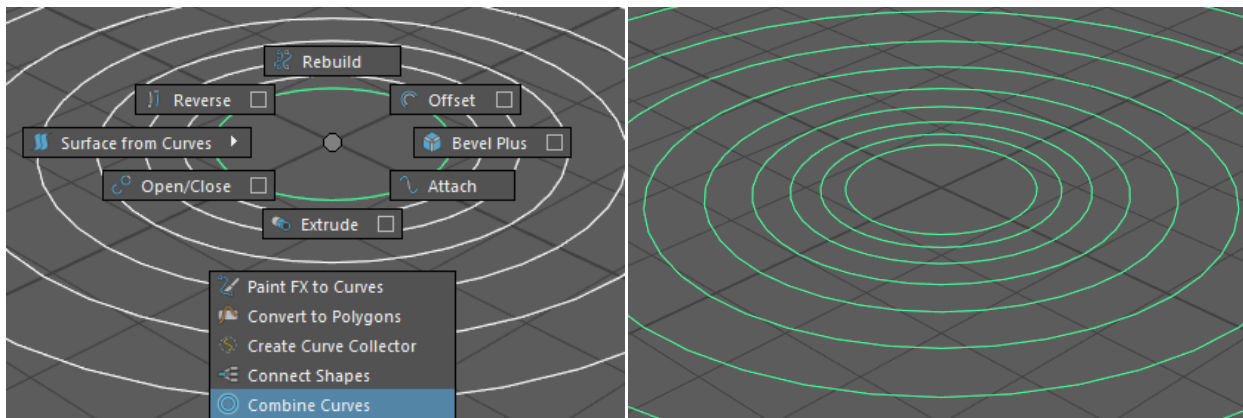 Rebuild
Reverse
Offset
Surface from Curves
Bevel Plus
Open/Close
Attach
Extrude
Paint FX to Curves
Convert to Polygons
Create Curve Collector
Connect Shapes
Combine Curves